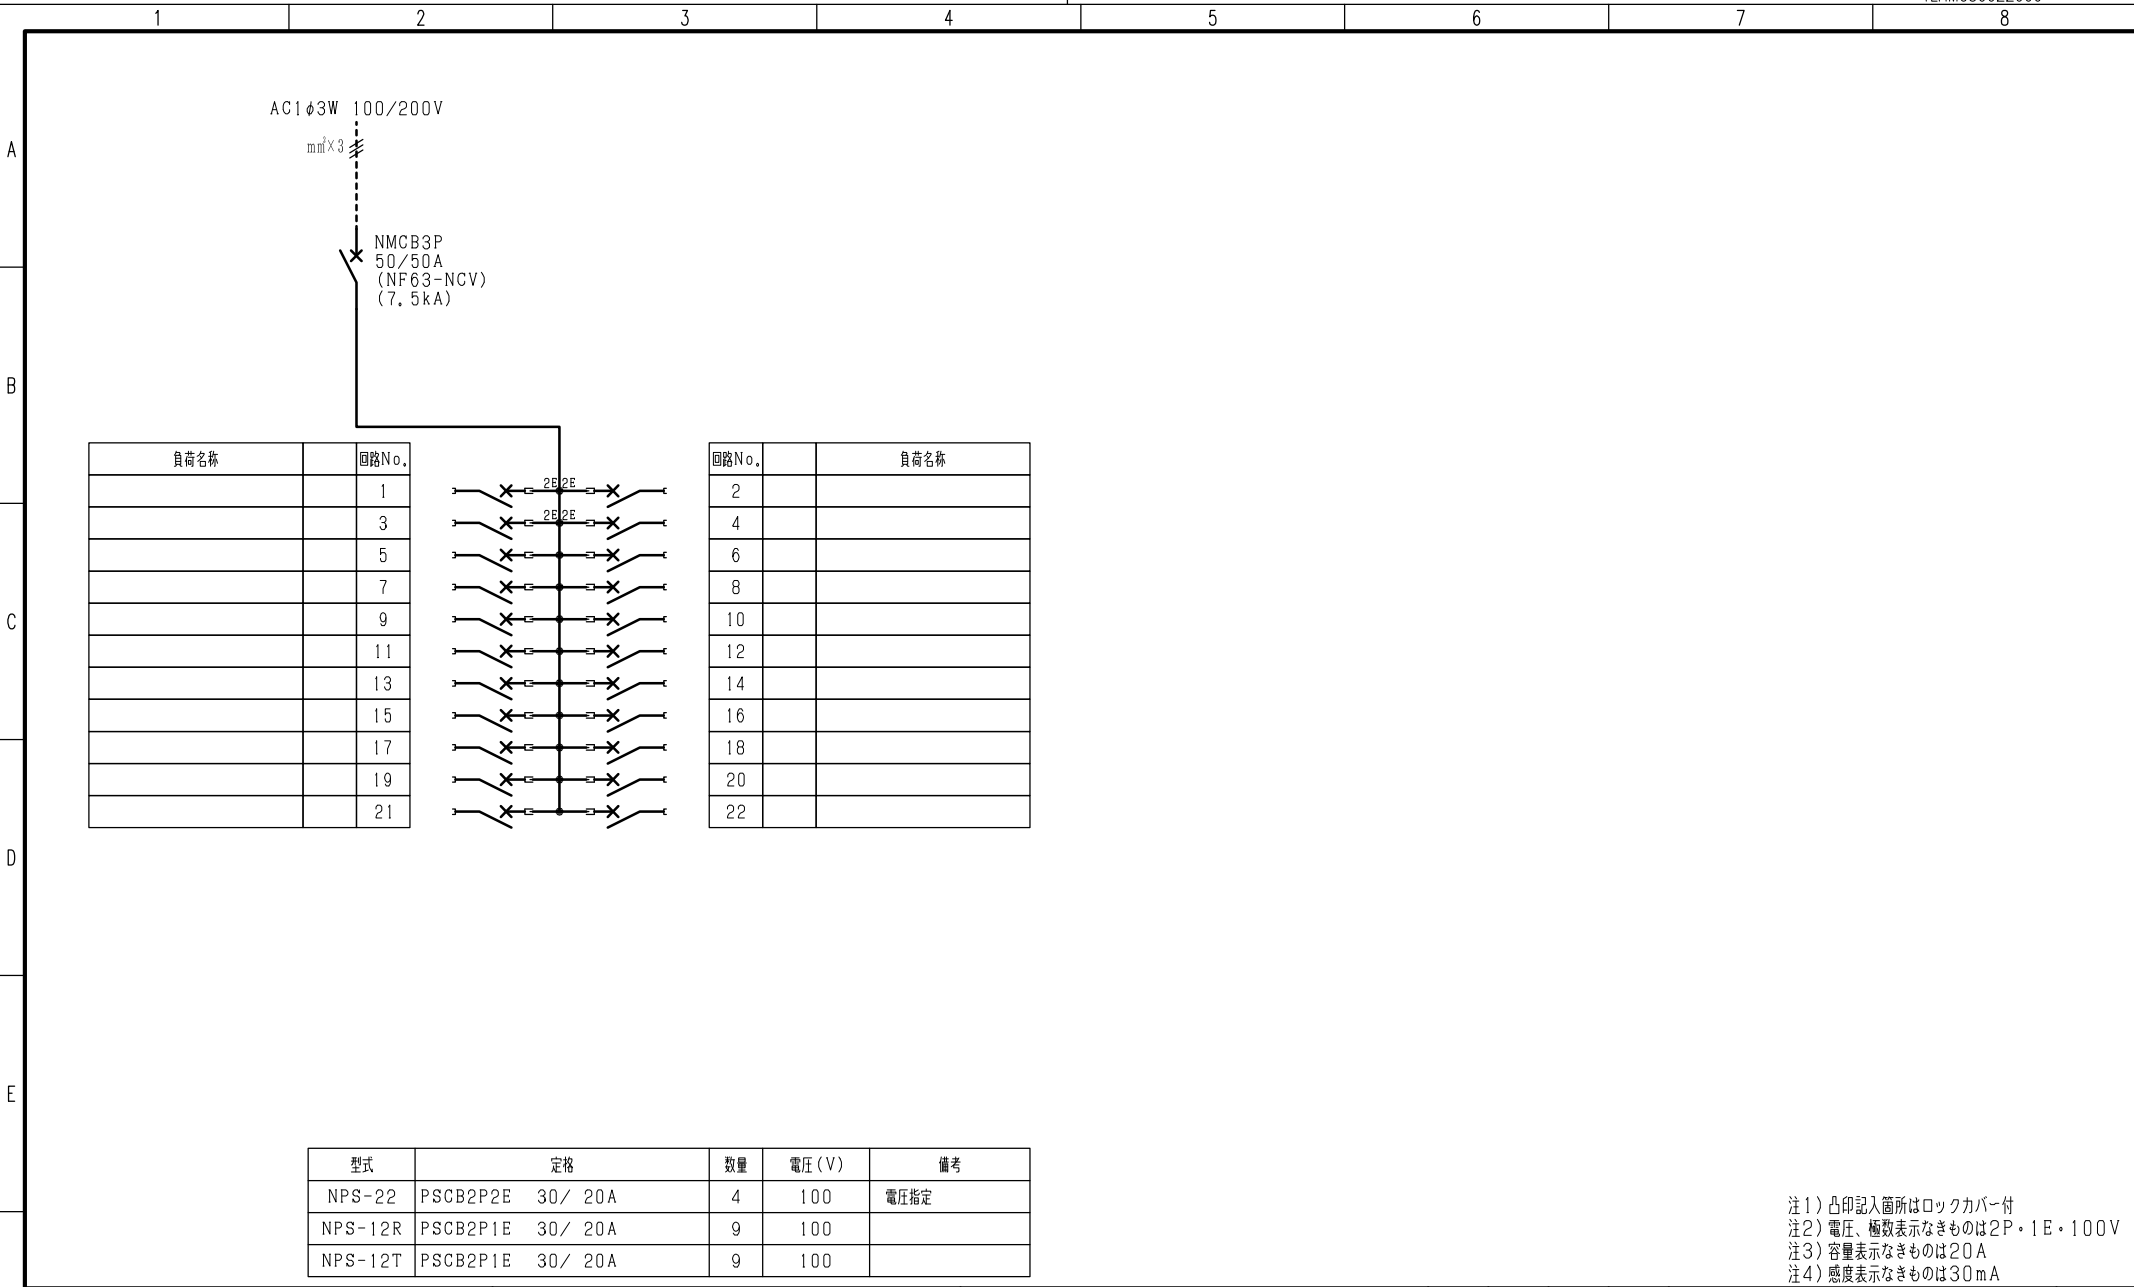 1 2 3 4 5 6 7 8
A
B
C
D
E
AC1φ3W 100/200V
mm²×3
NMCB3P
50/50A
(NF63-NCV)
(7.5kA)
負荷名称 回路No. 回路No. 負荷名称
1 2E 2E 2
3 2E 2E 4
5 6
7 8
9 10
11 12
13 14
15 16
17 18
19 20
21 22
型式 定格 数量 電圧(V) 備考
NPS-22 PSCB2P2E 30/ 20A 4 100 電圧指定
NPS-12R PSCB2P1E 30/ 20A 9 100
NPS-12T PSCB2P1E 30/ 20A 9 100
注1)凸印記入箇所はロックカバー付
注2)電圧、極数表示なきものは2P・1E・100V
注3)容量表示なきものは20A
注4)感度表示なきものは30mA